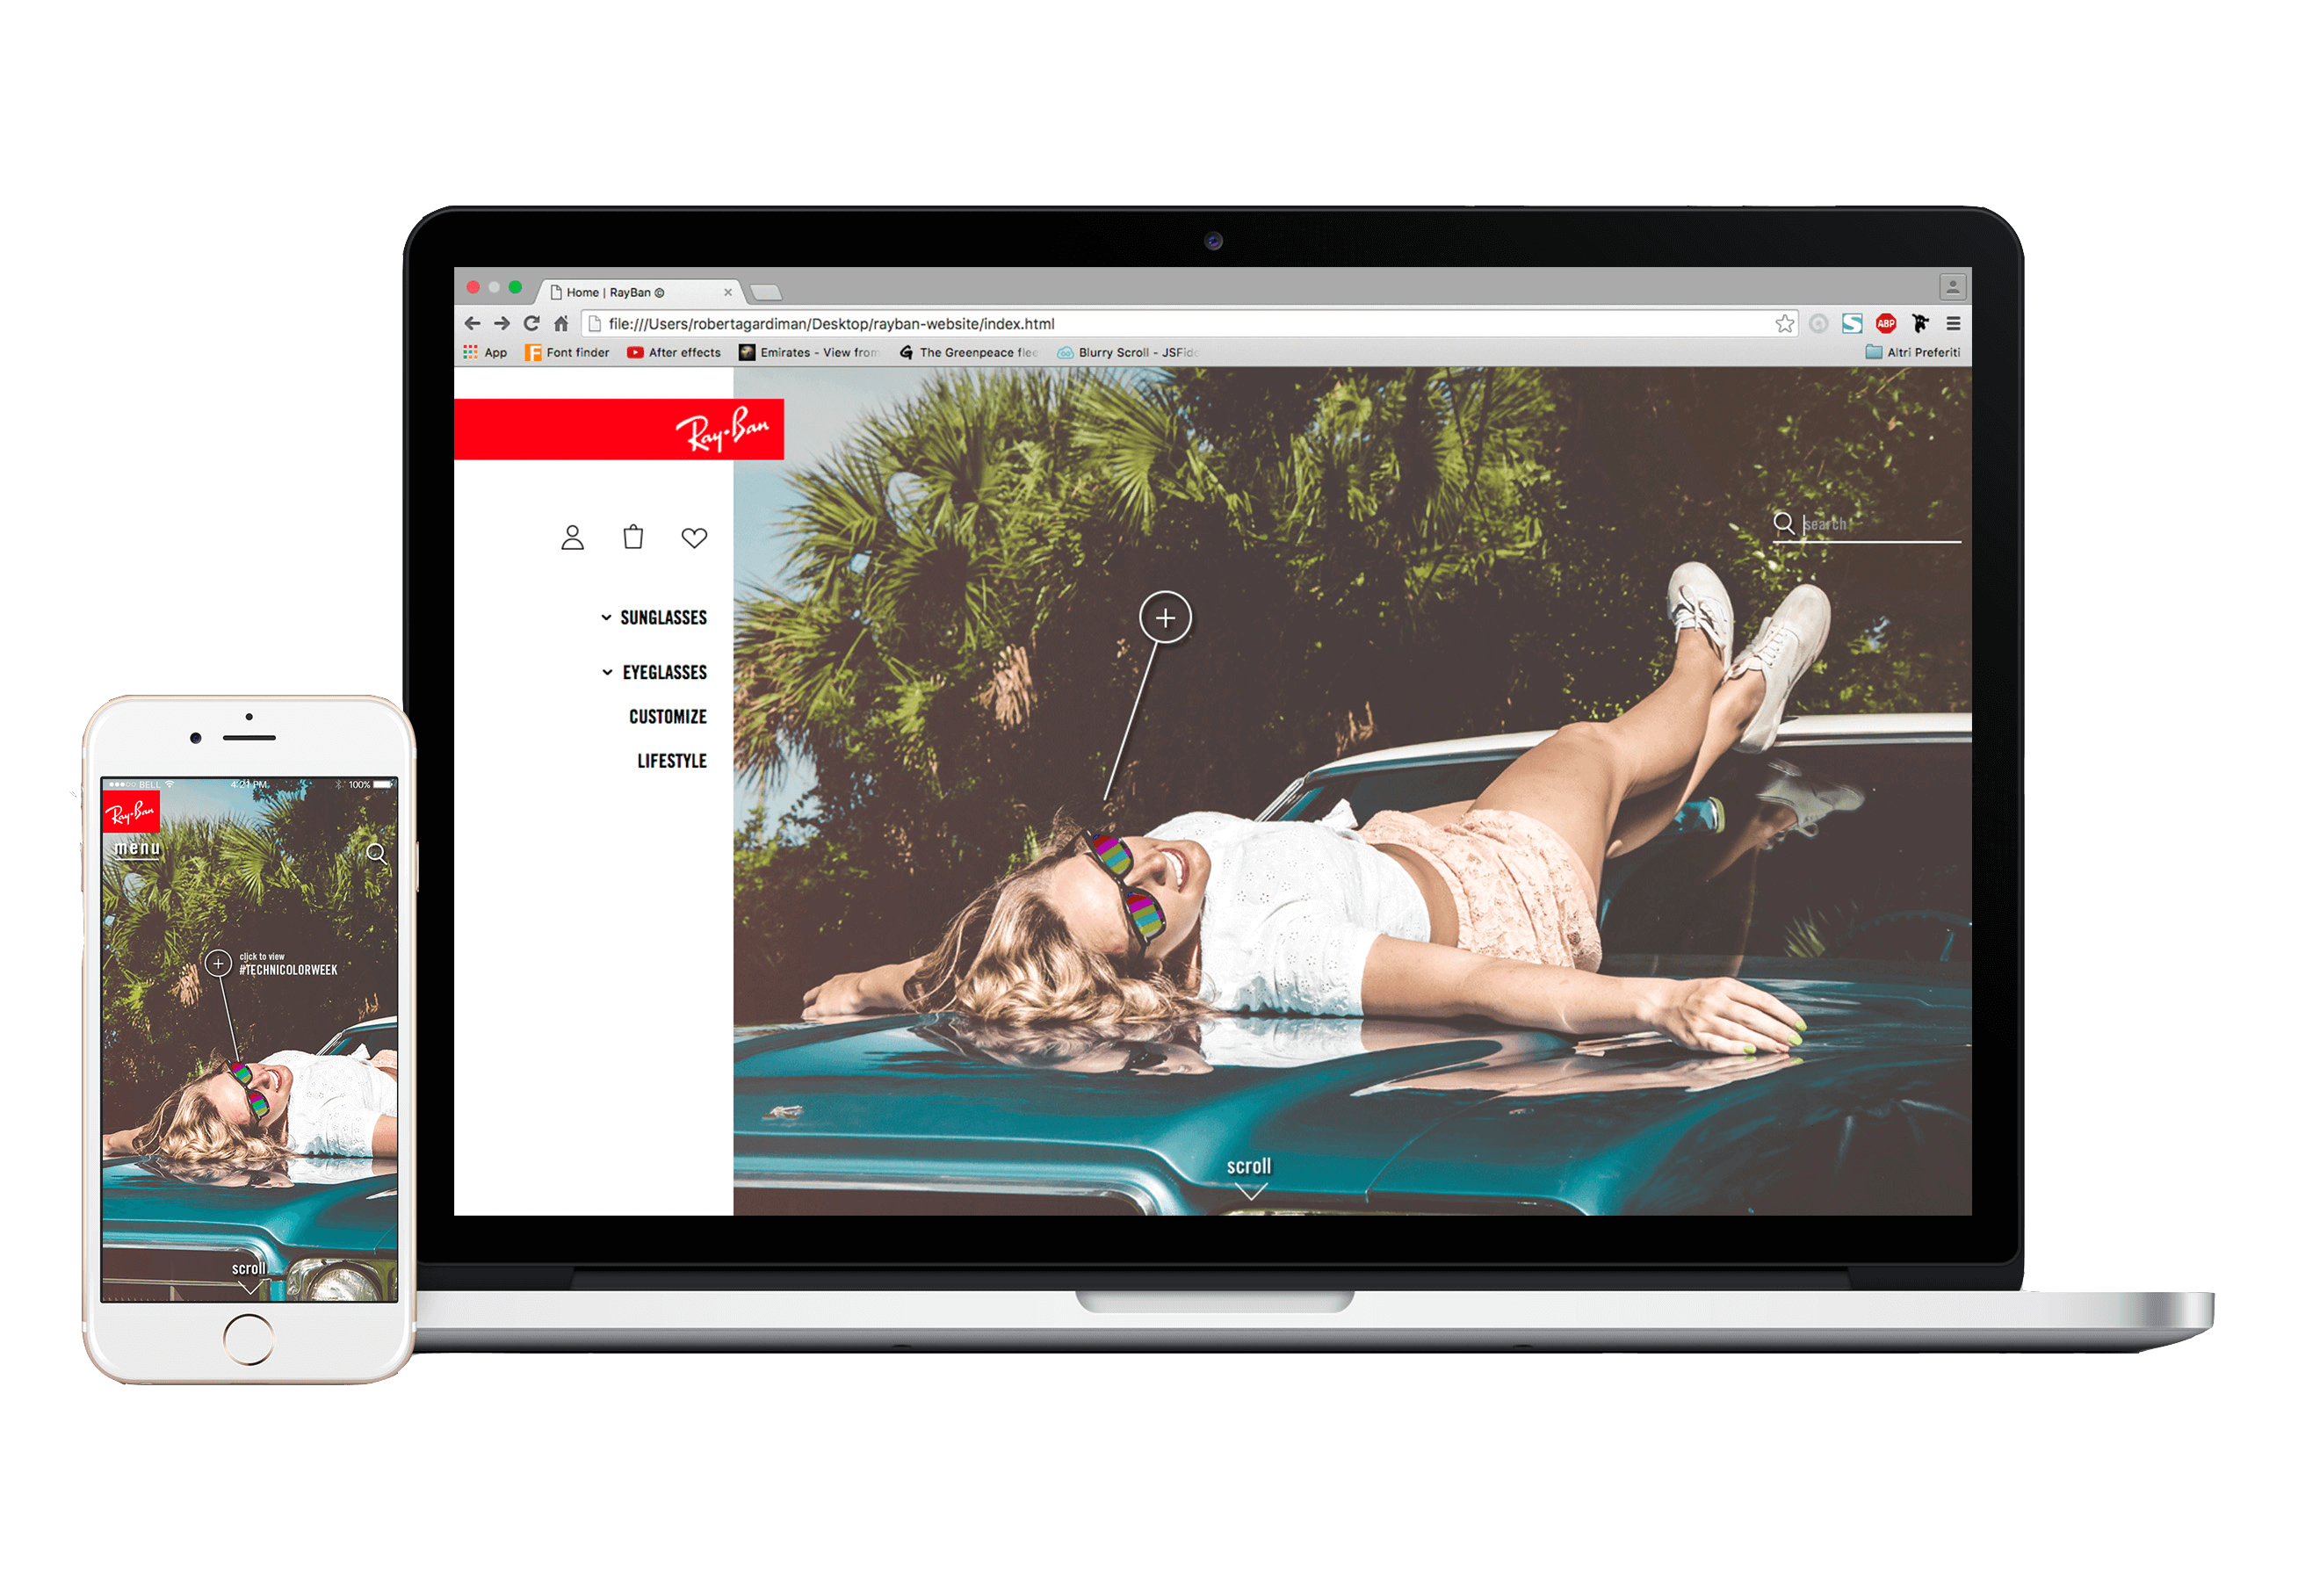 Home | RayBan ©
file:///Users/robertagardiman/Desktop/rayban-website/index.html
ABP
App
Font finder
After effects
Emirates - View from
The Greenpeace flee
Blurry Scroll - JSFid
Altri Preferiti
Ray-Ban
search
SUNGLASSES
EYEGLASSES
CUSTOMIZE
LIFESTYLE
scroll
BELL 4:21 PM 100%
Ray-Ban
menu
click to view
#TECHNICOLORWEEK
scroll